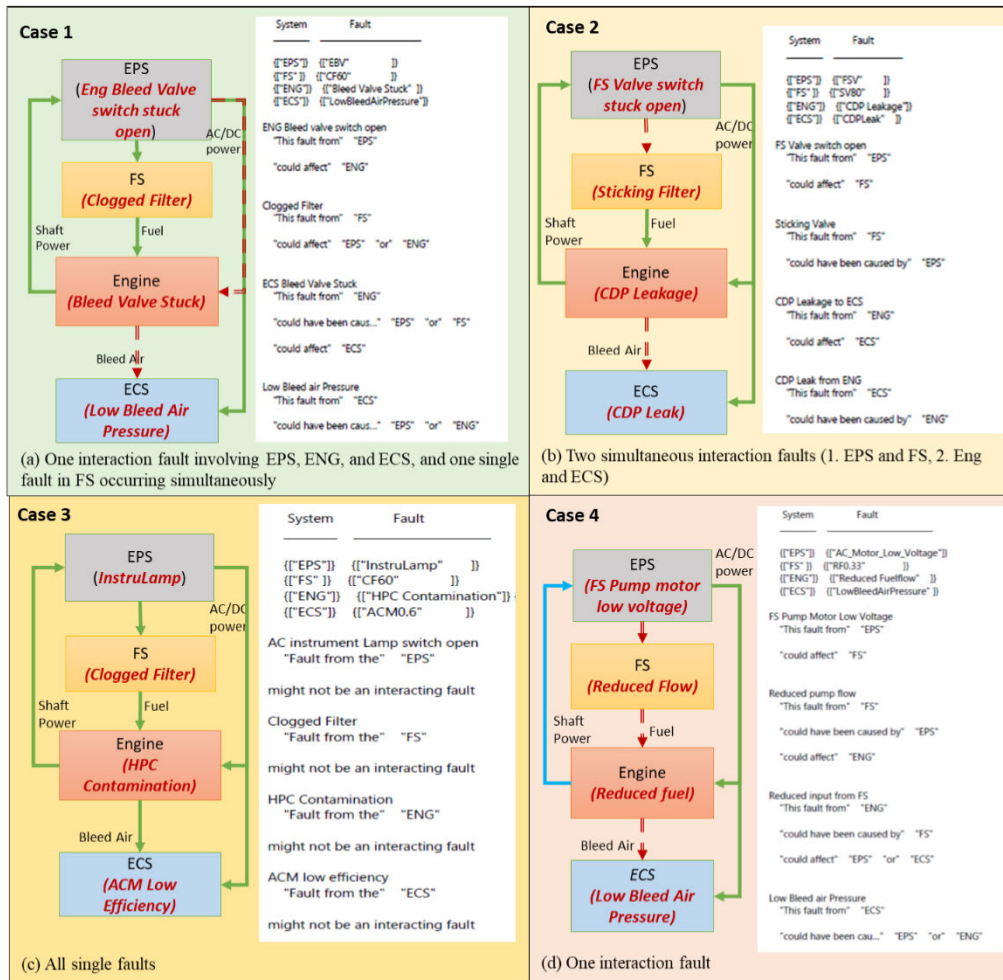 Case 1
EPS
(Eng Bleed Valve
switch stuck
open)
AC/DC
power
FS
(Clogged Filter)
Shaft
Power
Fuel
Engine
(Bleed Valve Stuck)
Bleed Air
ECS
(Low Bleed Air
Pressure)
System Fault
{["EPS"]} {["EBV" ]}
{["FS" ]} {"CF60" ]}
{["ENG"]} {["Bleed Valve Stuck" ]}
{["ECS"]} {["LowBleedAirPressure"]}
ENG Bleed valve switch open
"This fault from" "EPS"
"could affect" "ENG"
Clogged Filter
"This fault from" "FS"
"could affect" "EPS" "or" "ENG"
ECS Bleed Valve Stuck
"This fault from" "ENG"
"could have been caus..." "EPS" "or" "FS"
"could affect" "ECS"
Low Bleed air Pressure
"This fault from" "ECS"
"could have been caus..." "EPS" "or" "ENG"
(a) One interaction fault involving EPS, ENG, and ECS, and one single
fault in FS occurring simultaneously
Case 2
EPS
(FS Valve switch
stuck open)
AC/DC
power
FS
(Sticking Filter)
Shaft
Power
Fuel
Engine
(CDP Leakage)
Bleed Air
ECS
(CDP Leak)
System Fault
{["EPS"]} {["FSV" ]}
{["FS" ]} {["SV80" ]}
{["ENG"]} {["CDP Leakage"]}
{["ECS"]} {["CDPLeak" ]}
FS Valve switch open
"This fault from" "EPS"
"could affect" "FS"
Sticking Valve
"This fault from" "FS"
"could have been caused by" "EPS"
CDP Leakage to ECS
"This fault from" "ENG"
"could affect" "ECS"
CDP Leak from ENG
"This fault from" "ECS"
"could have been caused by" "ENG"
(b) Two simultaneous interaction faults (1. EPS and FS, 2. Eng
and ECS)
Case 3
EPS
(InstruLamp)
AC/DC
power
FS
(Clogged Filter)
Shaft
Power
Fuel
Engine
(HPC
Contamination)
Bleed Air
ECS
(ACM Low
Efficiency)
System Fault
{["EPS"]} {["InstruLamp" ]}
{["FS" ]} {["CF60" ]}
{["ENG"]} {["HPC Contamination"]}
{["ECS"]} {["ACM0.6" ]}
AC instrument Lamp switch open
"Fault from the" "EPS"
might not be an interacting fault
Clogged Filter
"Fault from the" "FS"
might not be an interacting fault
HPC Contamination
"Fault from the" "ENG"
might not be an interacting fault
ACM low efficiency
"Fault from the" "ECS"
might not be an interacting fault
(c) All single faults
Case 4
EPS
(FS Pump motor
low voltage)
AC/DC
power
FS
(Reduced Flow)
Shaft
Power
Fuel
Engine
(Reduced fuel)
Bleed Air
ECS
(Low Bleed Air
Pressure)
System Fault
{["EPS"]} {["AC_Motor_Low_Voltage"]}
{["FS" ]} {["RF0.33" ]}
{["ENG"]} {["Reduced Fuelflow" ]}
{["ECS"]} {["LowBleedAirPressure" ]}
FS Pump Motor Low Voltage
"This fault from" "EPS"
"could affect" "FS"
Reduced pump flow
"This fault from" "FS"
"could have been caused by" "EPS"
"could affect" "ENG"
Reduced input from FS
"This fault from" "ENG"
"could have been caused by" "FS"
"could affect" "EPS" "or" "ECS"
Low Bleed air Pressure
"This fault from" "ECS"
"could have been cau..." "EPS" "or" "ENG"
(d) One interaction fault